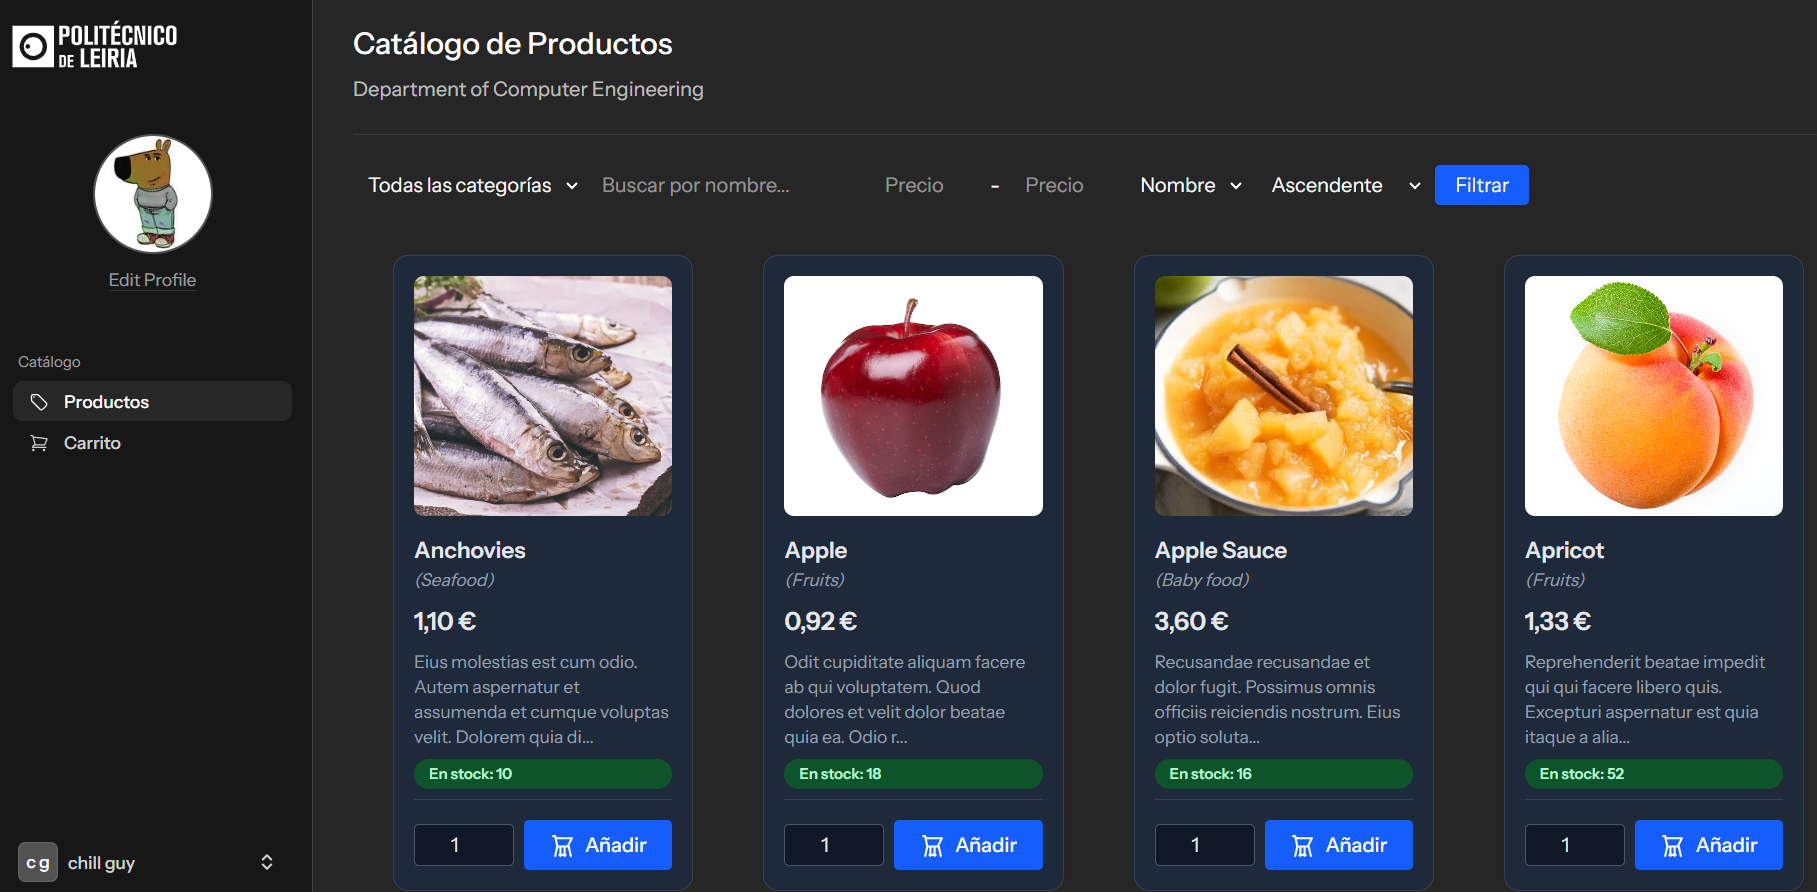 POLITÉCNICO
DE LEIRIA
Edit Profile
Catálogo
Productos
Carrito
c g
chill guy
Catálogo de Productos
Department of Computer Engineering
Todas las categorías
Buscar por nombre...
Precio
-
Precio
Nombre
Ascendente
Filtrar
Anchovies
(Seafood)
1,10 €
Eius molestias est cum odio.
Autem aspernatur et
assumenda et cumque voluptas
velit. Dolorem quia di...
En stock: 10
1
Añadir
Apple
(Fruits)
0,92 €
Odit cupiditate aliquam facere
ab qui voluptatem. Quod
dolores et velit dolor beatae
quia ea. Odio r...
En stock: 18
1
Añadir
Apple Sauce
(Baby food)
3,60 €
Recusandae recusandae et
dolor fugit. Possimus omnis
officiis reiciendis nostrum. Eius
optio soluta...
En stock: 16
1
Añadir
Apricot
(Fruits)
1,33 €
Reprehenderit beatae impedit
qui qui facere libero quis.
Excepturi aspernatur est quia
itaque a alia...
En stock: 52
1
Añadir